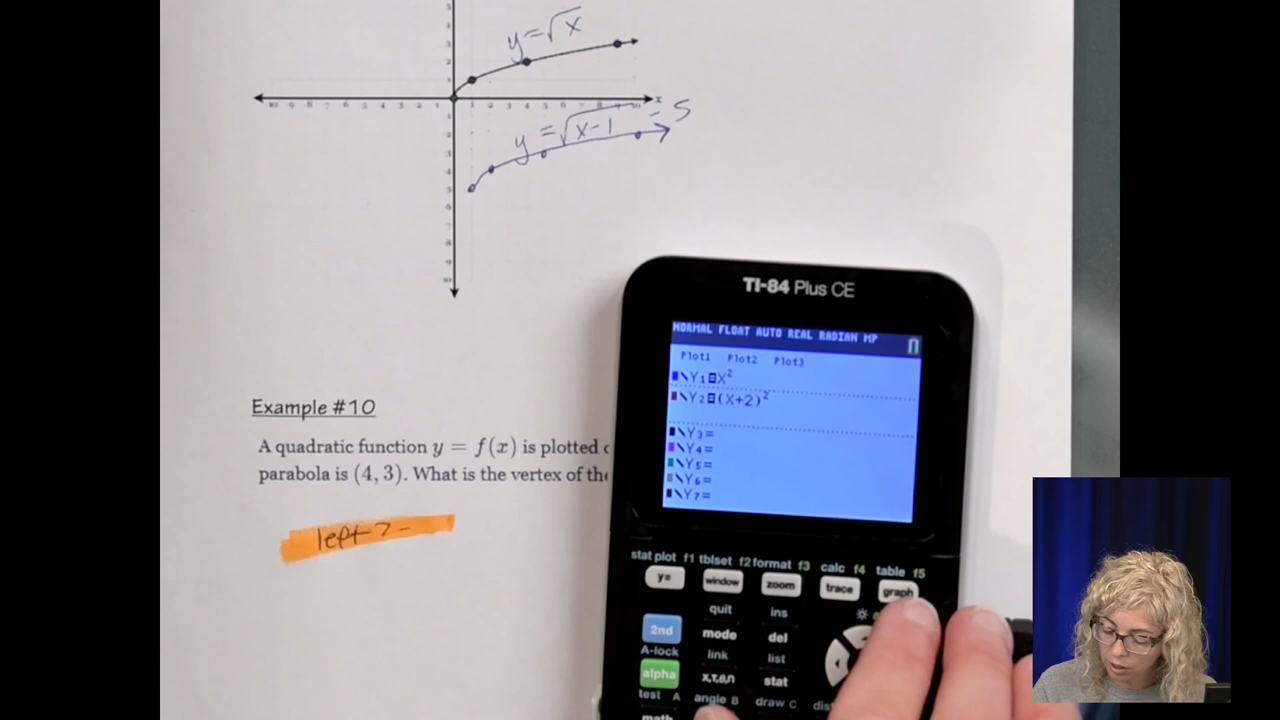 y=√x
y=√x-1 - 5
Example #10
A quadratic function y = f(x) is plotted
parabola is (4, 3). What is the vertex of the
left 7
TI-84 Plus CE
NORMAL FLOAT AUTO REAL RADIAN MP
Plot1 Plot2 Plot3
\Y1=X²
\Y2=(X+2)²
\Y3=
\Y4=
\Y5=
\Y6=
\Y7=
stat plot f1 tblset f2 format f3 calc f4 table f5
y= window zoom trace graph
quit ins
2nd mode del
A-lock link list
alpha X,T,θ,n stat
test A angle B draw C
math